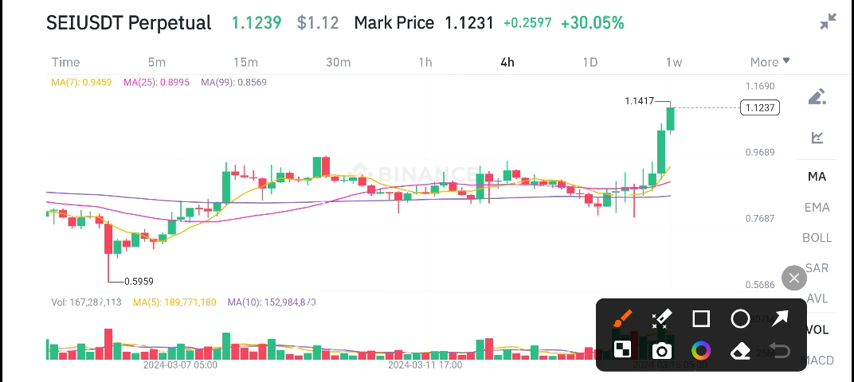 SEIUSDT Perpetual 1.1239 $1.12 Mark Price 1.1231 +0.2597 +30.05%
Time 5m 15m 30m 1h 4h 1D 1w More
MA(7): 0.9459 MA(25): 0.8995 MA(99): 0.8569
1.1690
1.1417
1.1237
0.9689
BINANCE
MA
EMA
0.7687
BOLL
SAR
0.5959
0.5686
AVL
Vol: 167,287,113 MA(5): 189,771,180 MA(10): 152,984,873
VOL
MACD
2024-03-07 05:00 2024-03-11 17:00